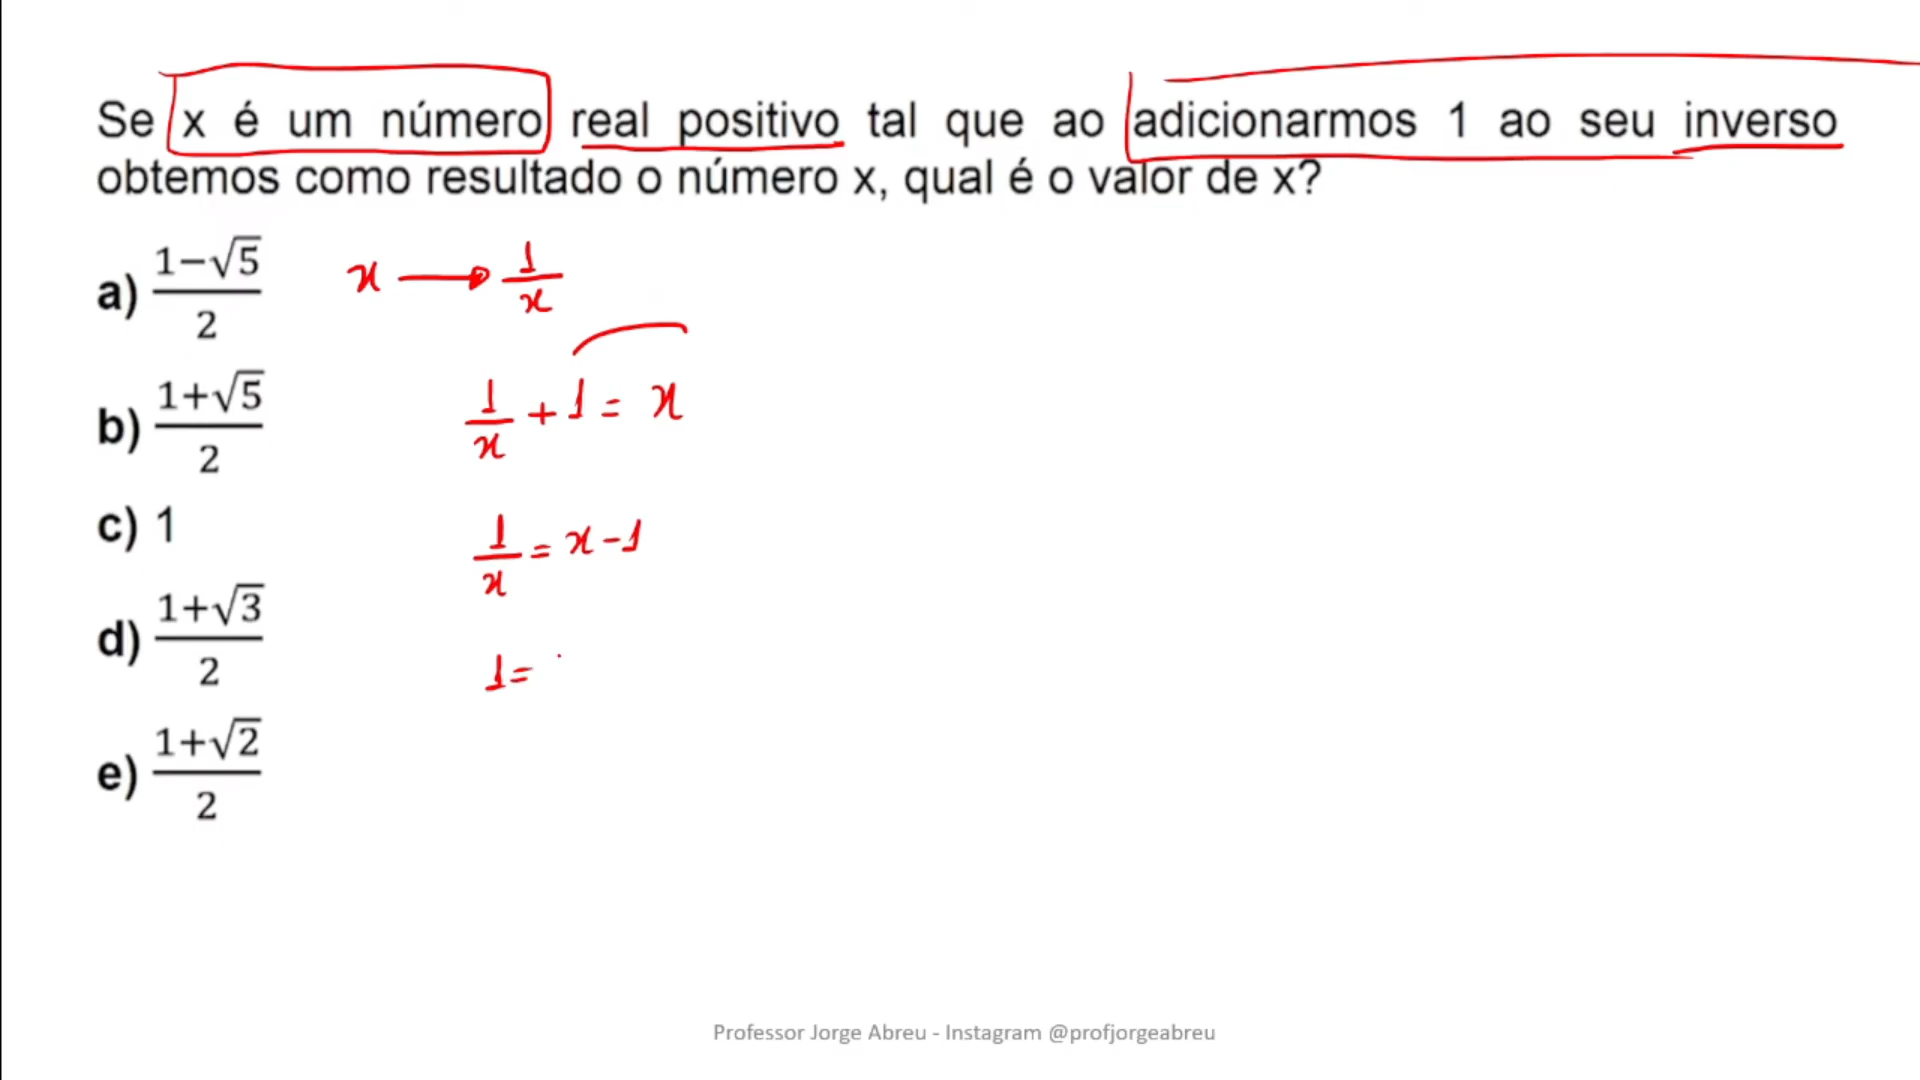 Se x é um número real positivo tal que ao adicionarmos 1 ao seu inverso
obtemos como resultado o número x, qual é o valor de x?
a) (1−√5)/2
x → 1/x
b) (1+√5)/2
1/x + 1 = x
c) 1
1/x = x-1
d) (1+√3)/2
1=
e) (1+√2)/2
Professor Jorge Abreu - Instagram @profjorgeabreu